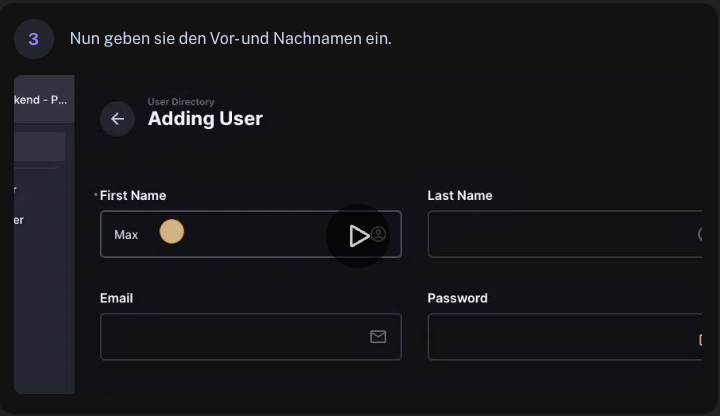 3
Nun geben sie den Vor-und Nachnamen ein.
kend - P...
User Directory
Adding User
r
er
* First Name
Last Name
Max
Email
Password